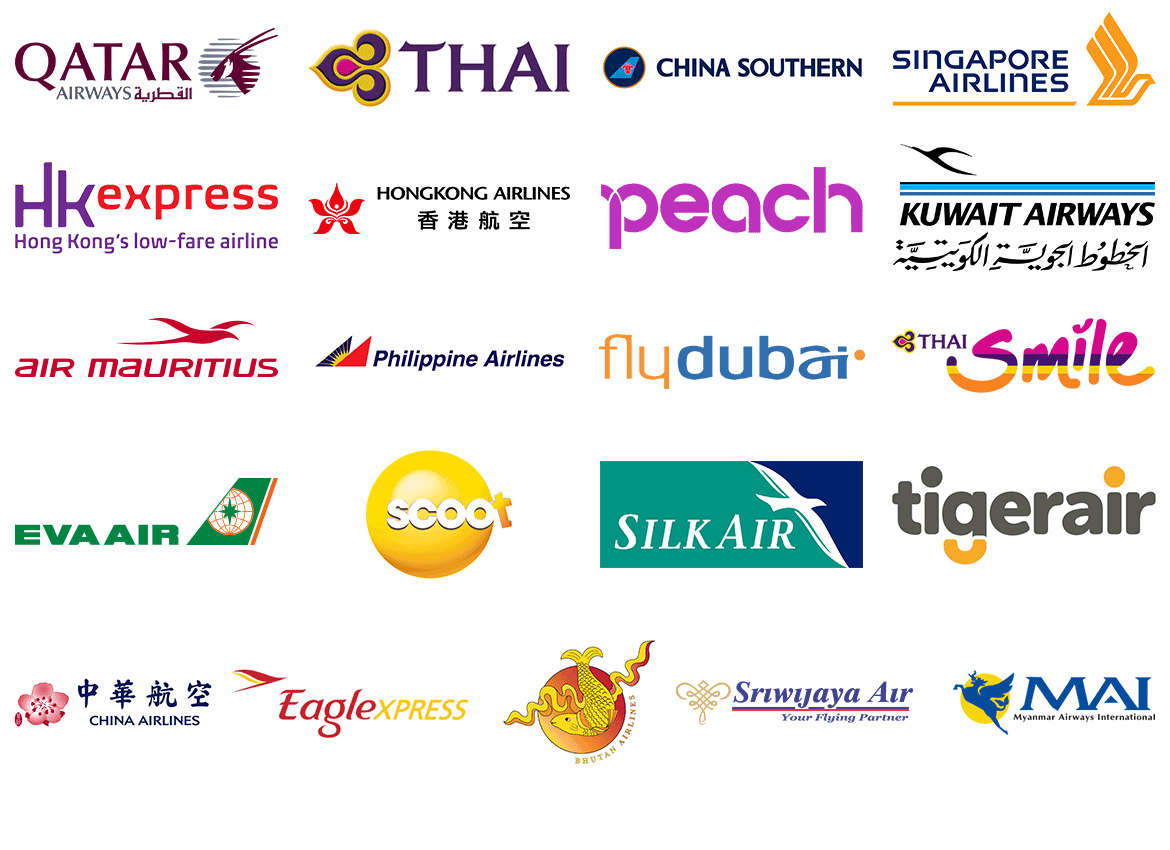 QATAR
AIRWAYS القطرية
THAI
CHINA SOUTHERN
SINGAPORE
AIRLINES
HK express
Hong Kong's low-fare airline
HONGKONG AIRLINES
香港航空
peach
KUWAIT AIRWAYS
الخطوط الجوية الكويتية
AIR MAURITIUS
Philippine Airlines
flydubai
THAI
Smile
EVA AIR
scoot
SILKAIR
tigerair
中華航空
CHINA AIRLINES
EagleXPRESS
BHUTAN AIRLINES
Sriwijaya Air
Your Flying Partner
MAI
Myanmar Airways International